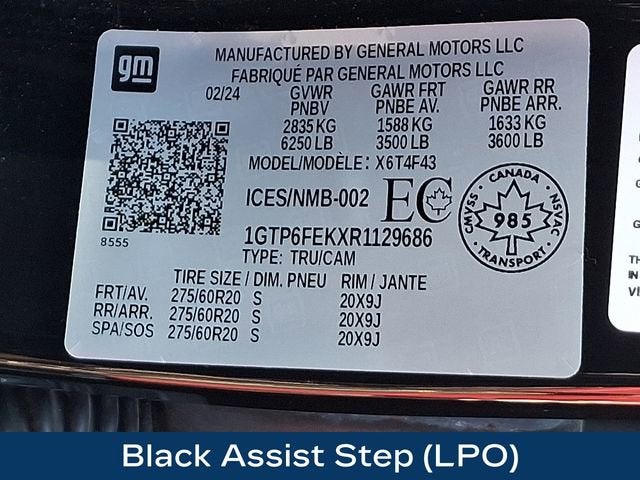 gm
MANUFACTURED BY GENERAL MOTORS LLC
FABRIQUÉ PAR GENERAL MOTORS LLC
02/24 GVWR GAWR FRT GAWR RR
PNBV PNBE AV. PNBE ARR.
2835 KG 1588 KG 1633 KG
6250 LB 3500 LB 3600 LB
MODEL/MODÈLE: X6T4F43
ICES/NMB-002 EC
CANADA
CMVSS 985 NSVAC
TRANSPORT
8555
1GTP6FEKXR1129686
TYPE: TRU/CAM
TIRE SIZE / DIM. PNEU RIM / JANTE
FRT/AV. 275/60R20 S 20X9J
RR/ARR. 275/60R20 S 20X9J
SPA/SOS 275/60R20 S 20X9J
TH
IN
VI
Black Assist Step (LPO)